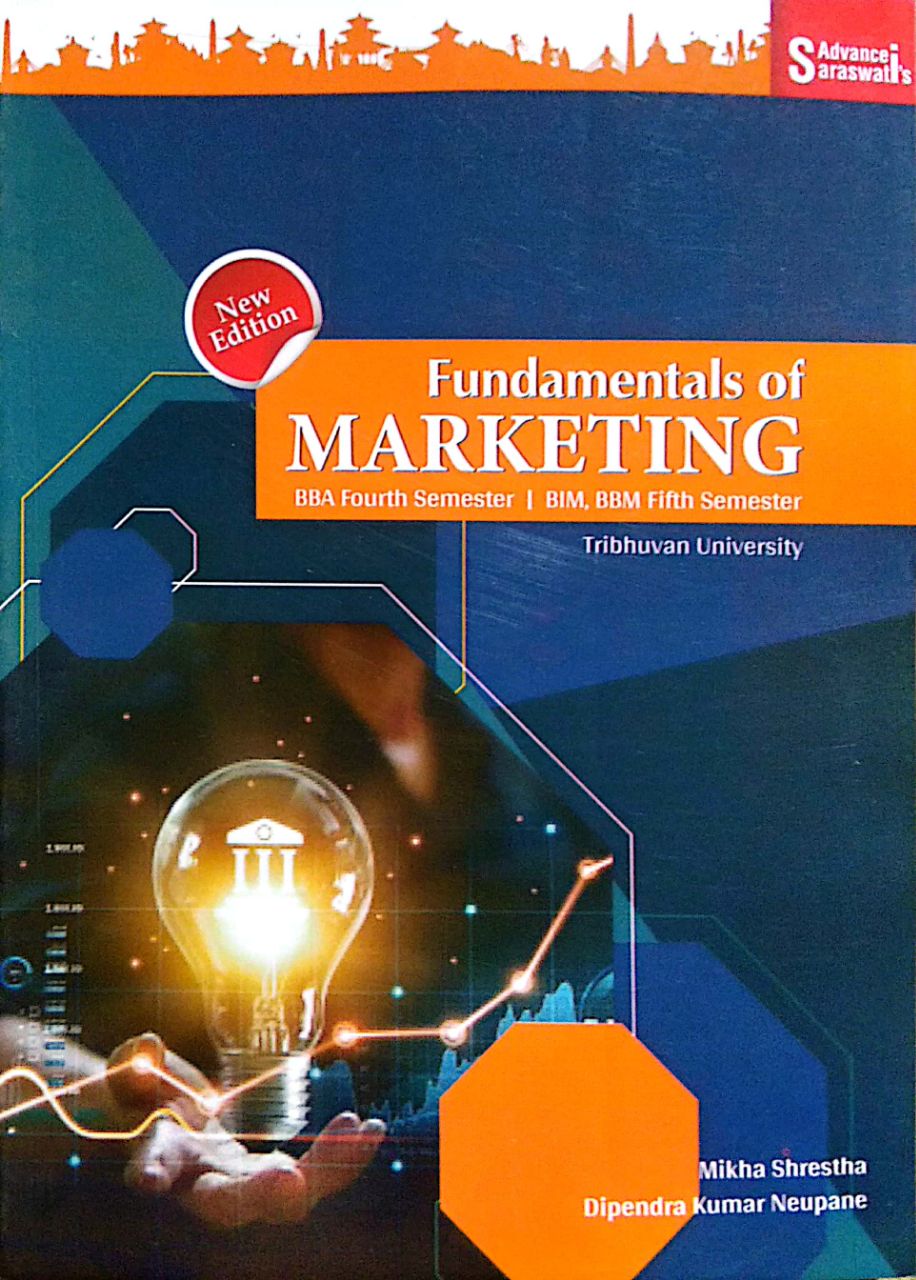 Advance
Saraswati's
New
Edition
Fundamentals of
MARKETING
BBA Fourth Semester | BIM, BBM Fifth Semester
Tribhuvan University
Mikha Shrestha
Dipendra Kumar Neupane